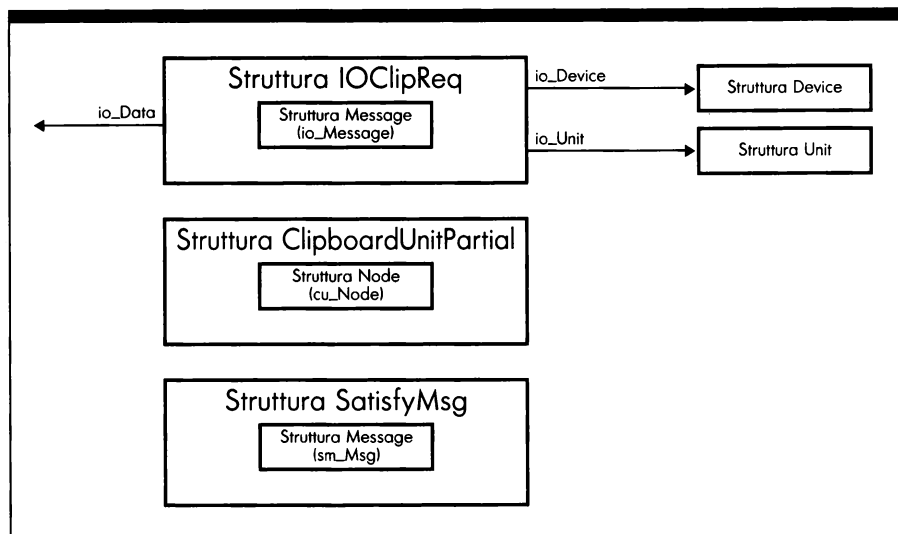 Struttura IOClipReq
Struttura Message
(io_Message)
io_Data
io_Device
Struttura Device
io_Unit
Struttura Unit
Struttura ClipboardUnitPartial
Struttura Node
(cu_Node)
Struttura SatisfyMsg
Struttura Message
(sm_Msg)